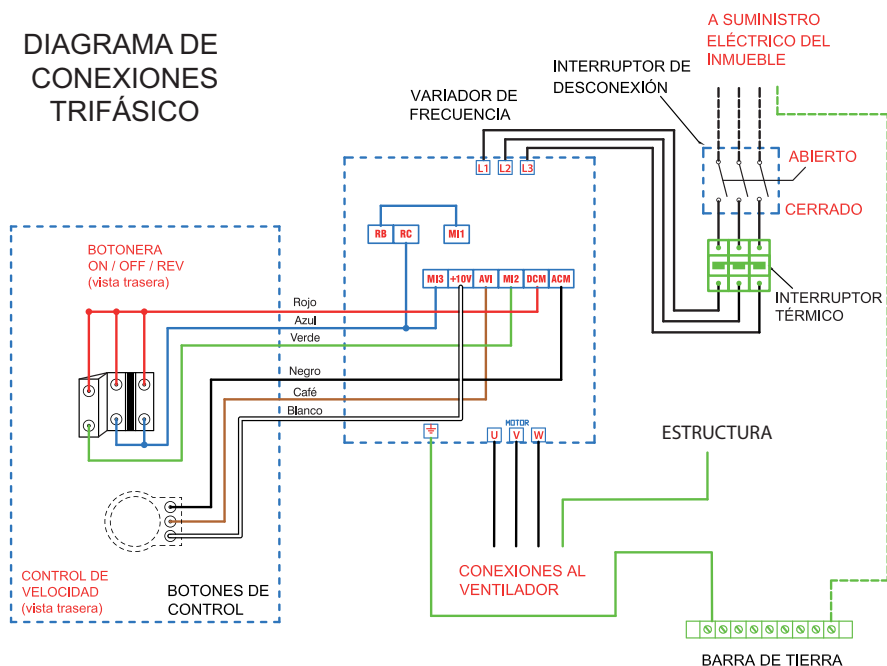 DIAGRAMA DE
CONEXIONES
TRIFÁSICO
A SUMINISTRO
ELÉCTRICO DEL
INMUEBLE
INTERRUPTOR DE
DESCONEXIÓN
VARIADOR DE
FRECUENCIA
L1 L2 L3
ABIERTO
CERRADO
INTERRUPTOR
TÉRMICO
RB RC MI1
MI3 +10V AVI MI2 DCM ACM
BOTONERA
ON / OFF / REV
(vista trasera)
Rojo
Azul
Verde
Negro
Café
Blanco
MOTOR
U V W
ESTRUCTURA
CONEXIONES AL
VENTILADOR
CONTROL DE
VELOCIDAD
(vista trasera)
BOTONES DE
CONTROL
BARRA DE TIERRA